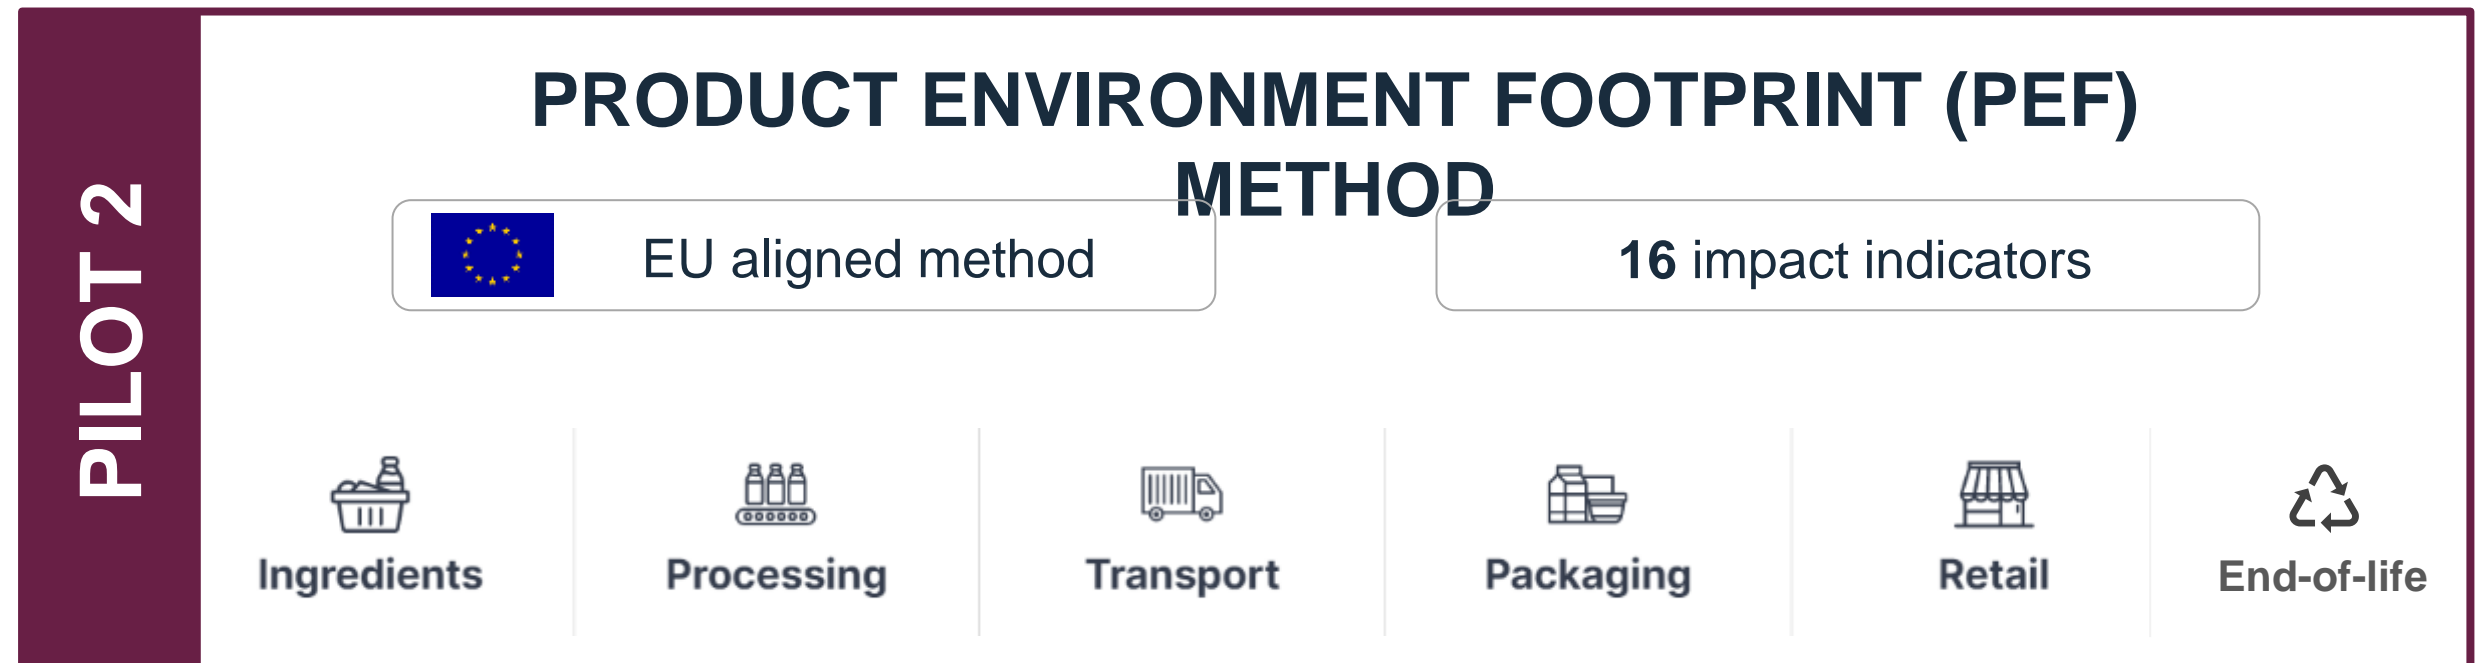 PILOT 2
PRODUCT ENVIRONMENT FOOTPRINT (PEF)
METHOD
EU aligned method
16 impact indicators
Ingredients
Processing
Transport
Packaging
Retail
End-of-life